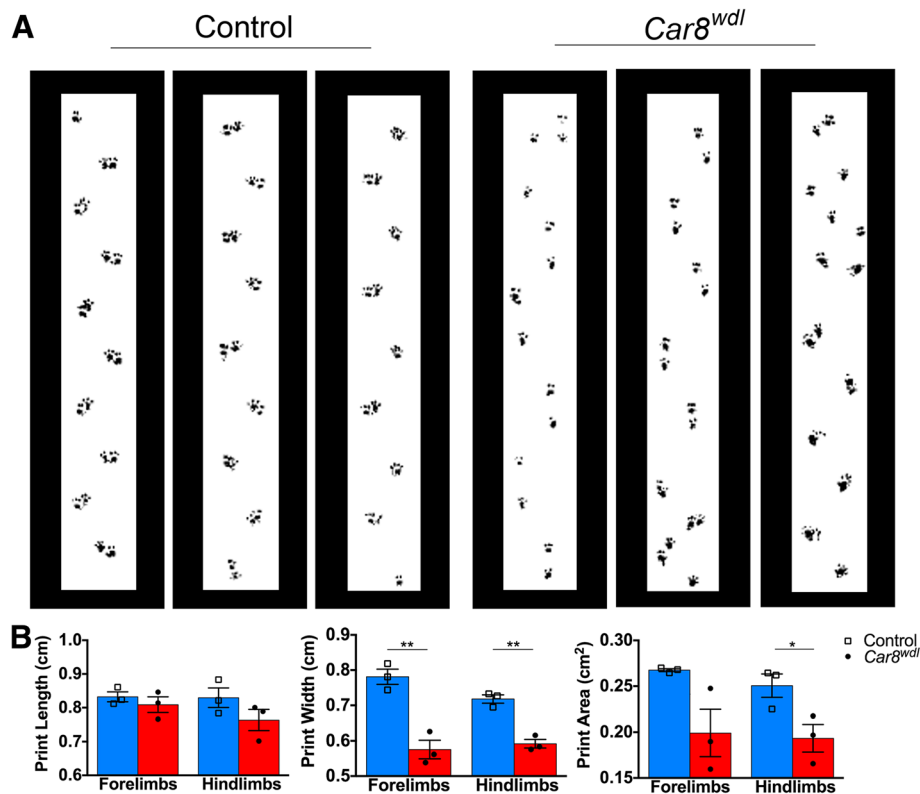 A
Control
Car8wdl
B
Print Length (cm)
1.0
0.9
0.8
0.7
0.6
Forelimbs
Hindlimbs
Print Width (cm)
0.9
0.8
0.7
0.6
0.5
**
**
Forelimbs
Hindlimbs
Print Area (cm²)
0.30
0.25
0.20
0.15
*
Forelimbs
Hindlimbs
Control
Car8wdl